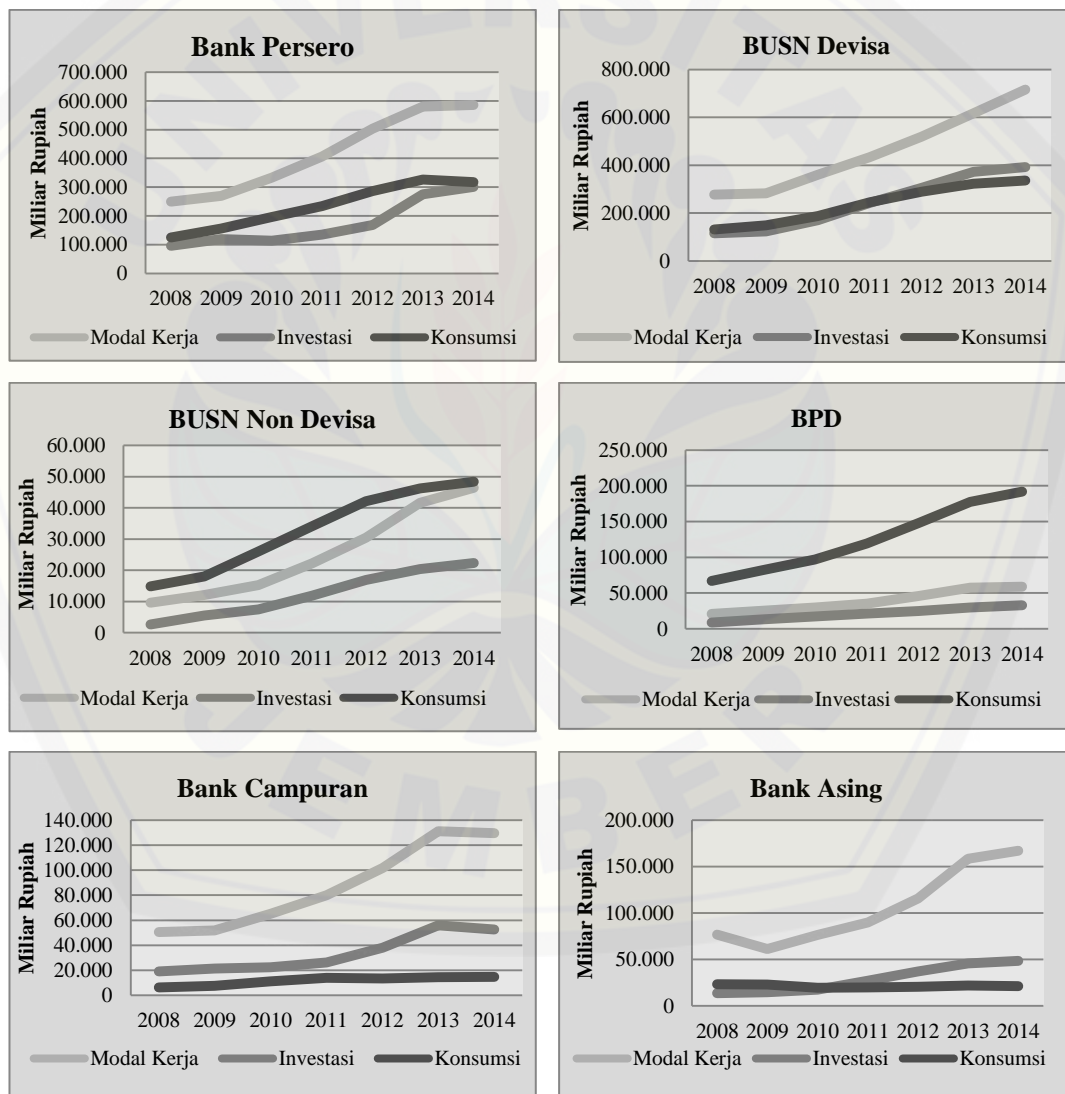 Bank Persero
Miliar Rupiah
700.000
600.000
500.000
400.000
300.000
200.000
100.000
0
2008 2009 2010 2011 2012 2013 2014
Modal Kerja Investasi Konsumsi
BUSN Devisa
Miliar Rupiah
800.000
600.000
400.000
200.000
0
2008 2009 2010 2011 2012 2013 2014
Modal Kerja Investasi Konsumsi
BUSN Non Devisa
Miliar Rupiah
60.000
50.000
40.000
30.000
20.000
10.000
0
2008 2009 2010 2011 2012 2013 2014
Modal Kerja Investasi Konsumsi
BPD
Miliar Rupiah
250.000
200.000
150.000
100.000
50.000
0
2008 2009 2010 2011 2012 2013 2014
Modal Kerja Investasi Konsumsi
Bank Campuran
Miliar Rupiah
140.000
120.000
100.000
80.000
60.000
40.000
20.000
0
2008 2009 2010 2011 2012 2013 2014
Modal Kerja Investasi Konsumsi
Bank Asing
Miliar Rupiah
200.000
150.000
100.000
50.000
0
2008 2009 2010 2011 2012 2013 2014
Modal Kerja Investasi Konsumsi
UNIVERSITAS
JEMBER